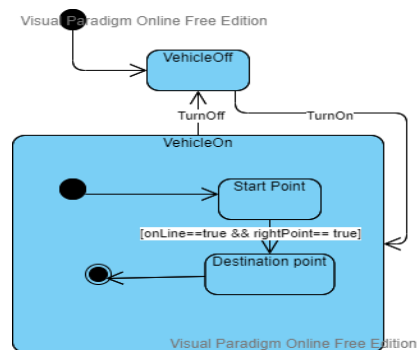 Visual Paradigm Online Free Edition
VehicleOff
TurnOff
TurnOn
VehicleOn
Start Point
[onLine==true && rightPoint== true]
Destination point
Visual Paradigm Online Free Edition